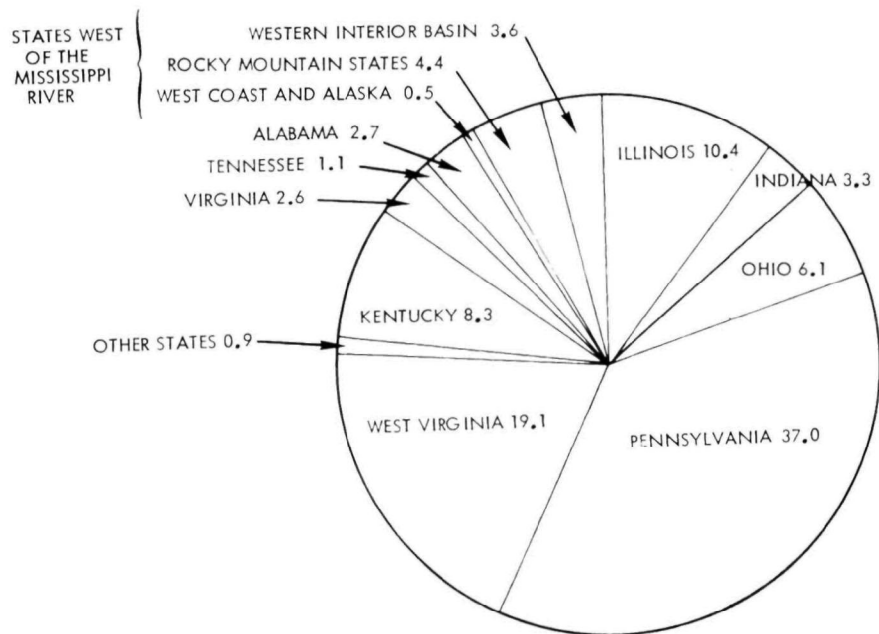 STATES WEST
OF THE
MISSISSIPPI
RIVER
WESTERN INTERIOR BASIN 3.6
ROCKY MOUNTAIN STATES 4.4
WEST COAST AND ALASKA 0.5
ALABAMA 2.7
TENNESSEE 1.1
VIRGINIA 2.6
KENTUCKY 8.3
OTHER STATES 0.9
WEST VIRGINIA 19.1
ILLINOIS 10.4
INDIANA 3.3
OHIO 6.1
PENNSYLVANIA 37.0